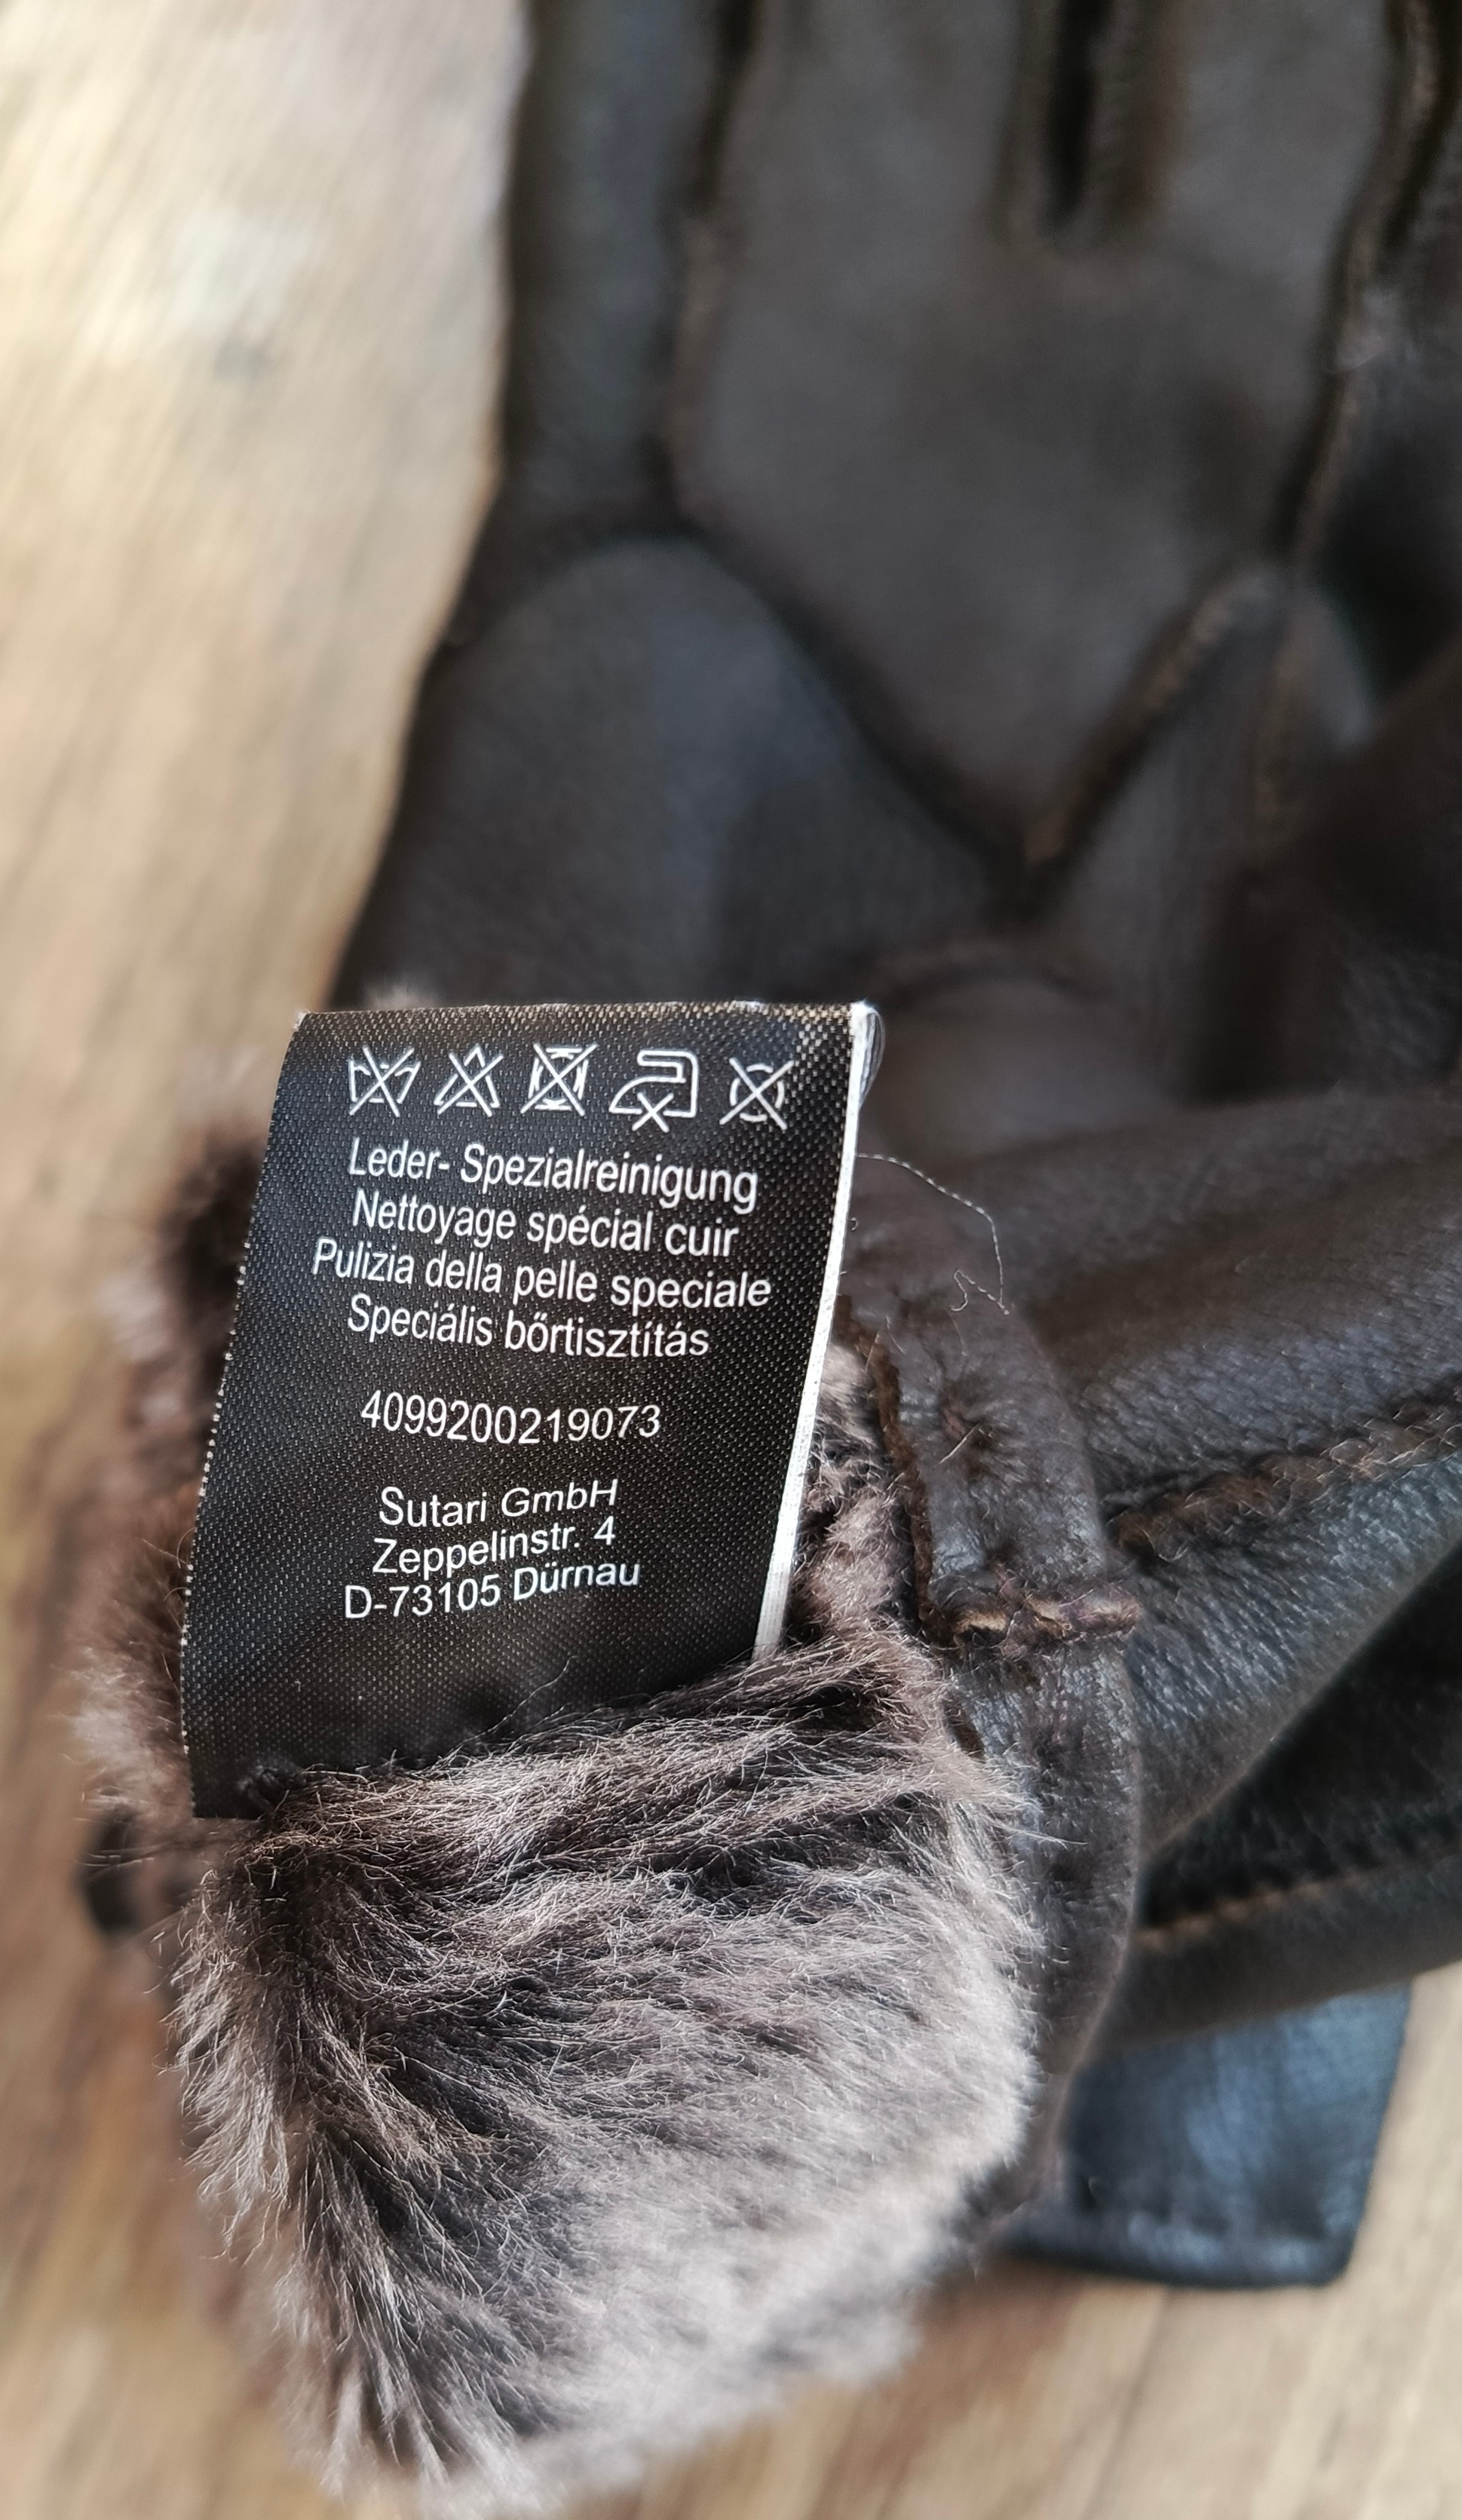 Leder- Spezialreinigung
Nettoyage spécial cuir
Pulizia della pelle speciale
Speciális bőrtisztítás
4099200219073
Sutari GmbH
Zeppelinstr. 4
D-73105 Dürnau